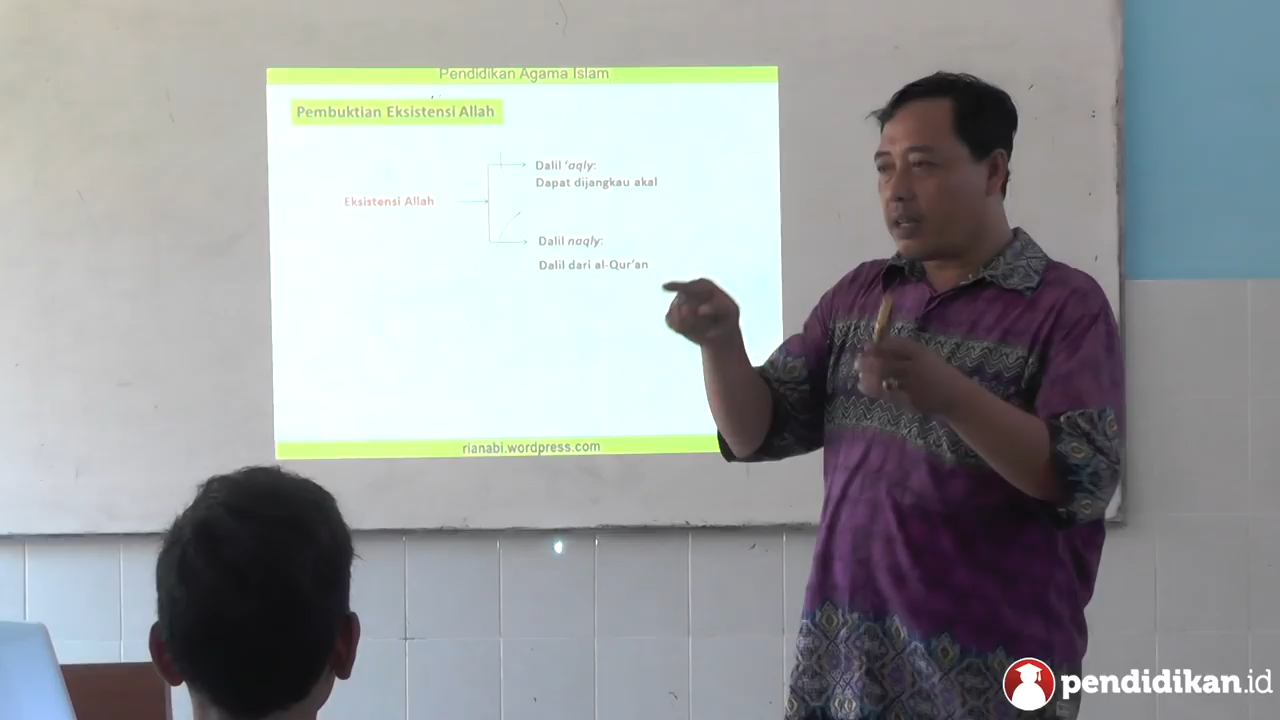 Pendidikan Agama Islam
Pembuktian Eksistensi Allah
Dalil ‘aqly:
Dapat dijangkau akal
Eksistensi Allah
Dalil naqly:
Dalil dari al-Qur’an
rianabi.wordpress.com
pendidikan.id